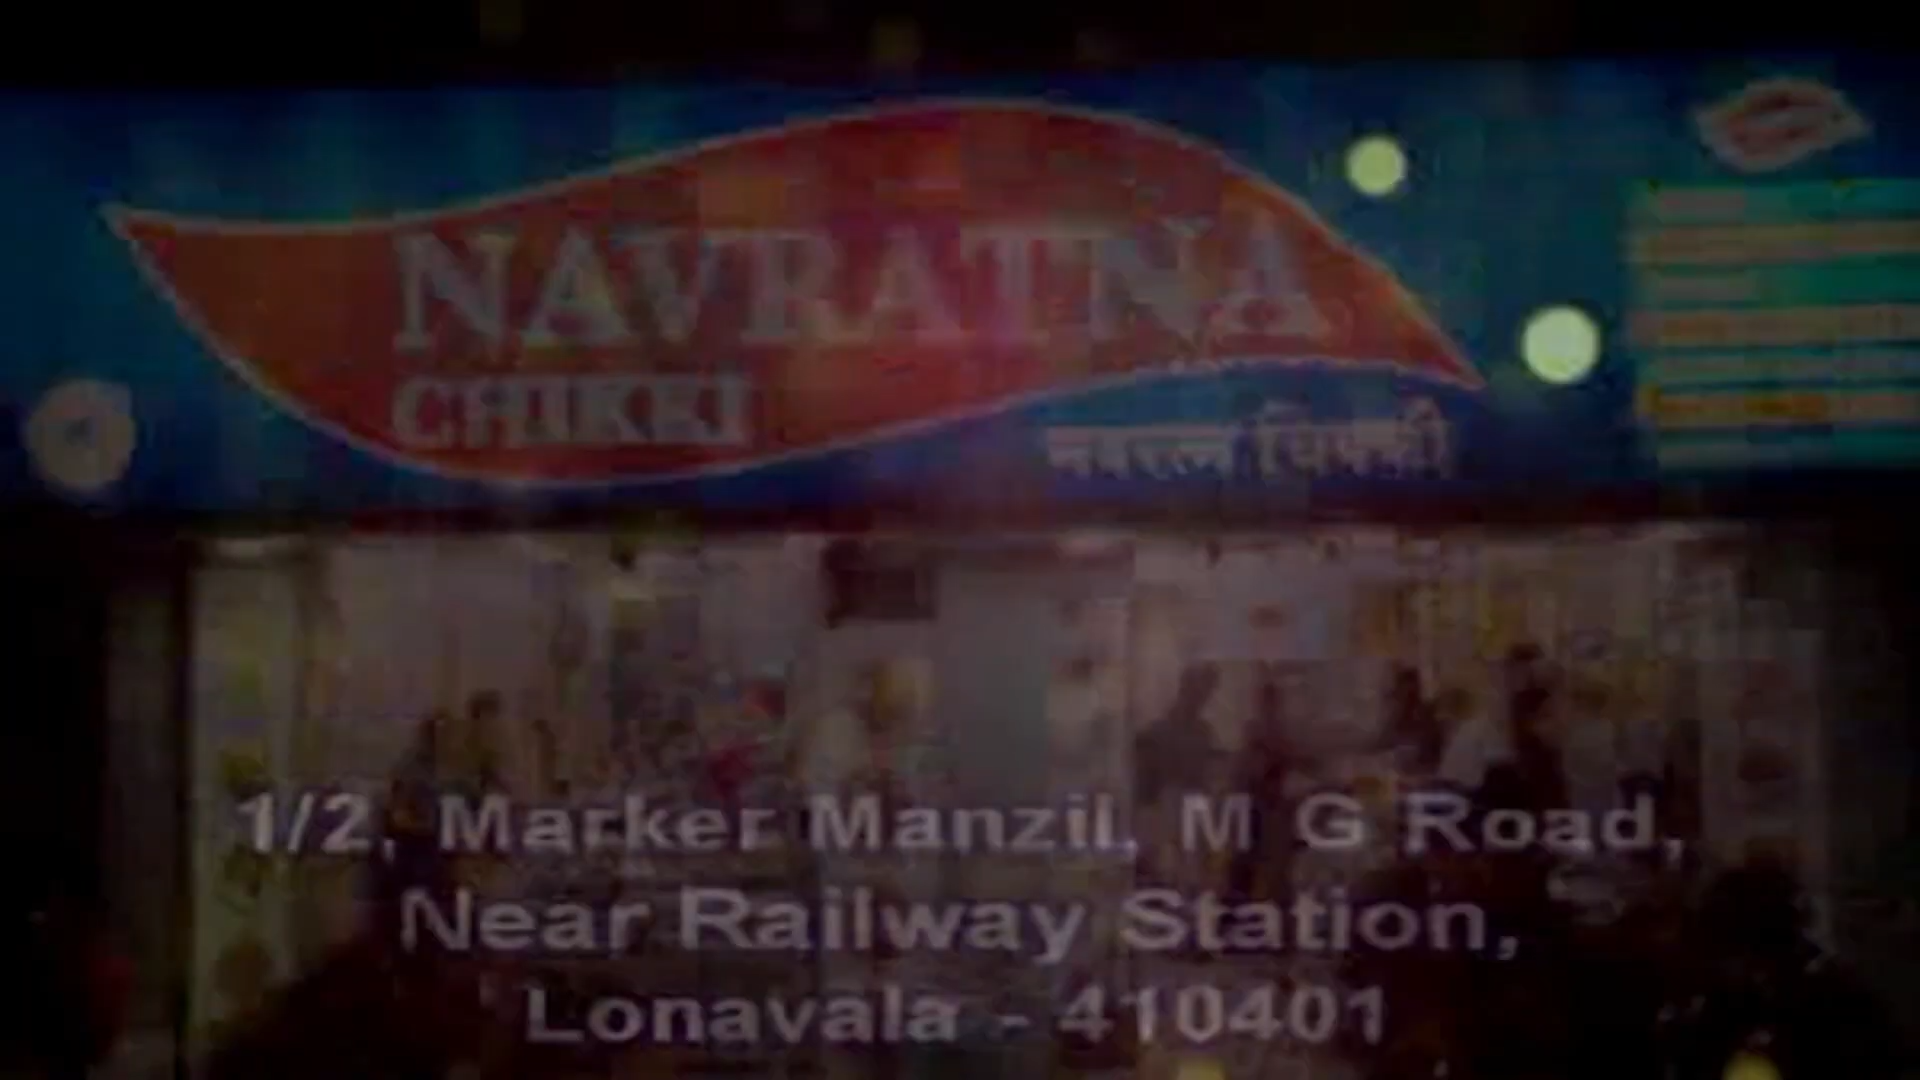 NAVRATNA
CHIKKI
नवरत्न चिक्की
1/2, Marker Manzil, M G Road,
Near Railway Station,
Lonavala - 410401